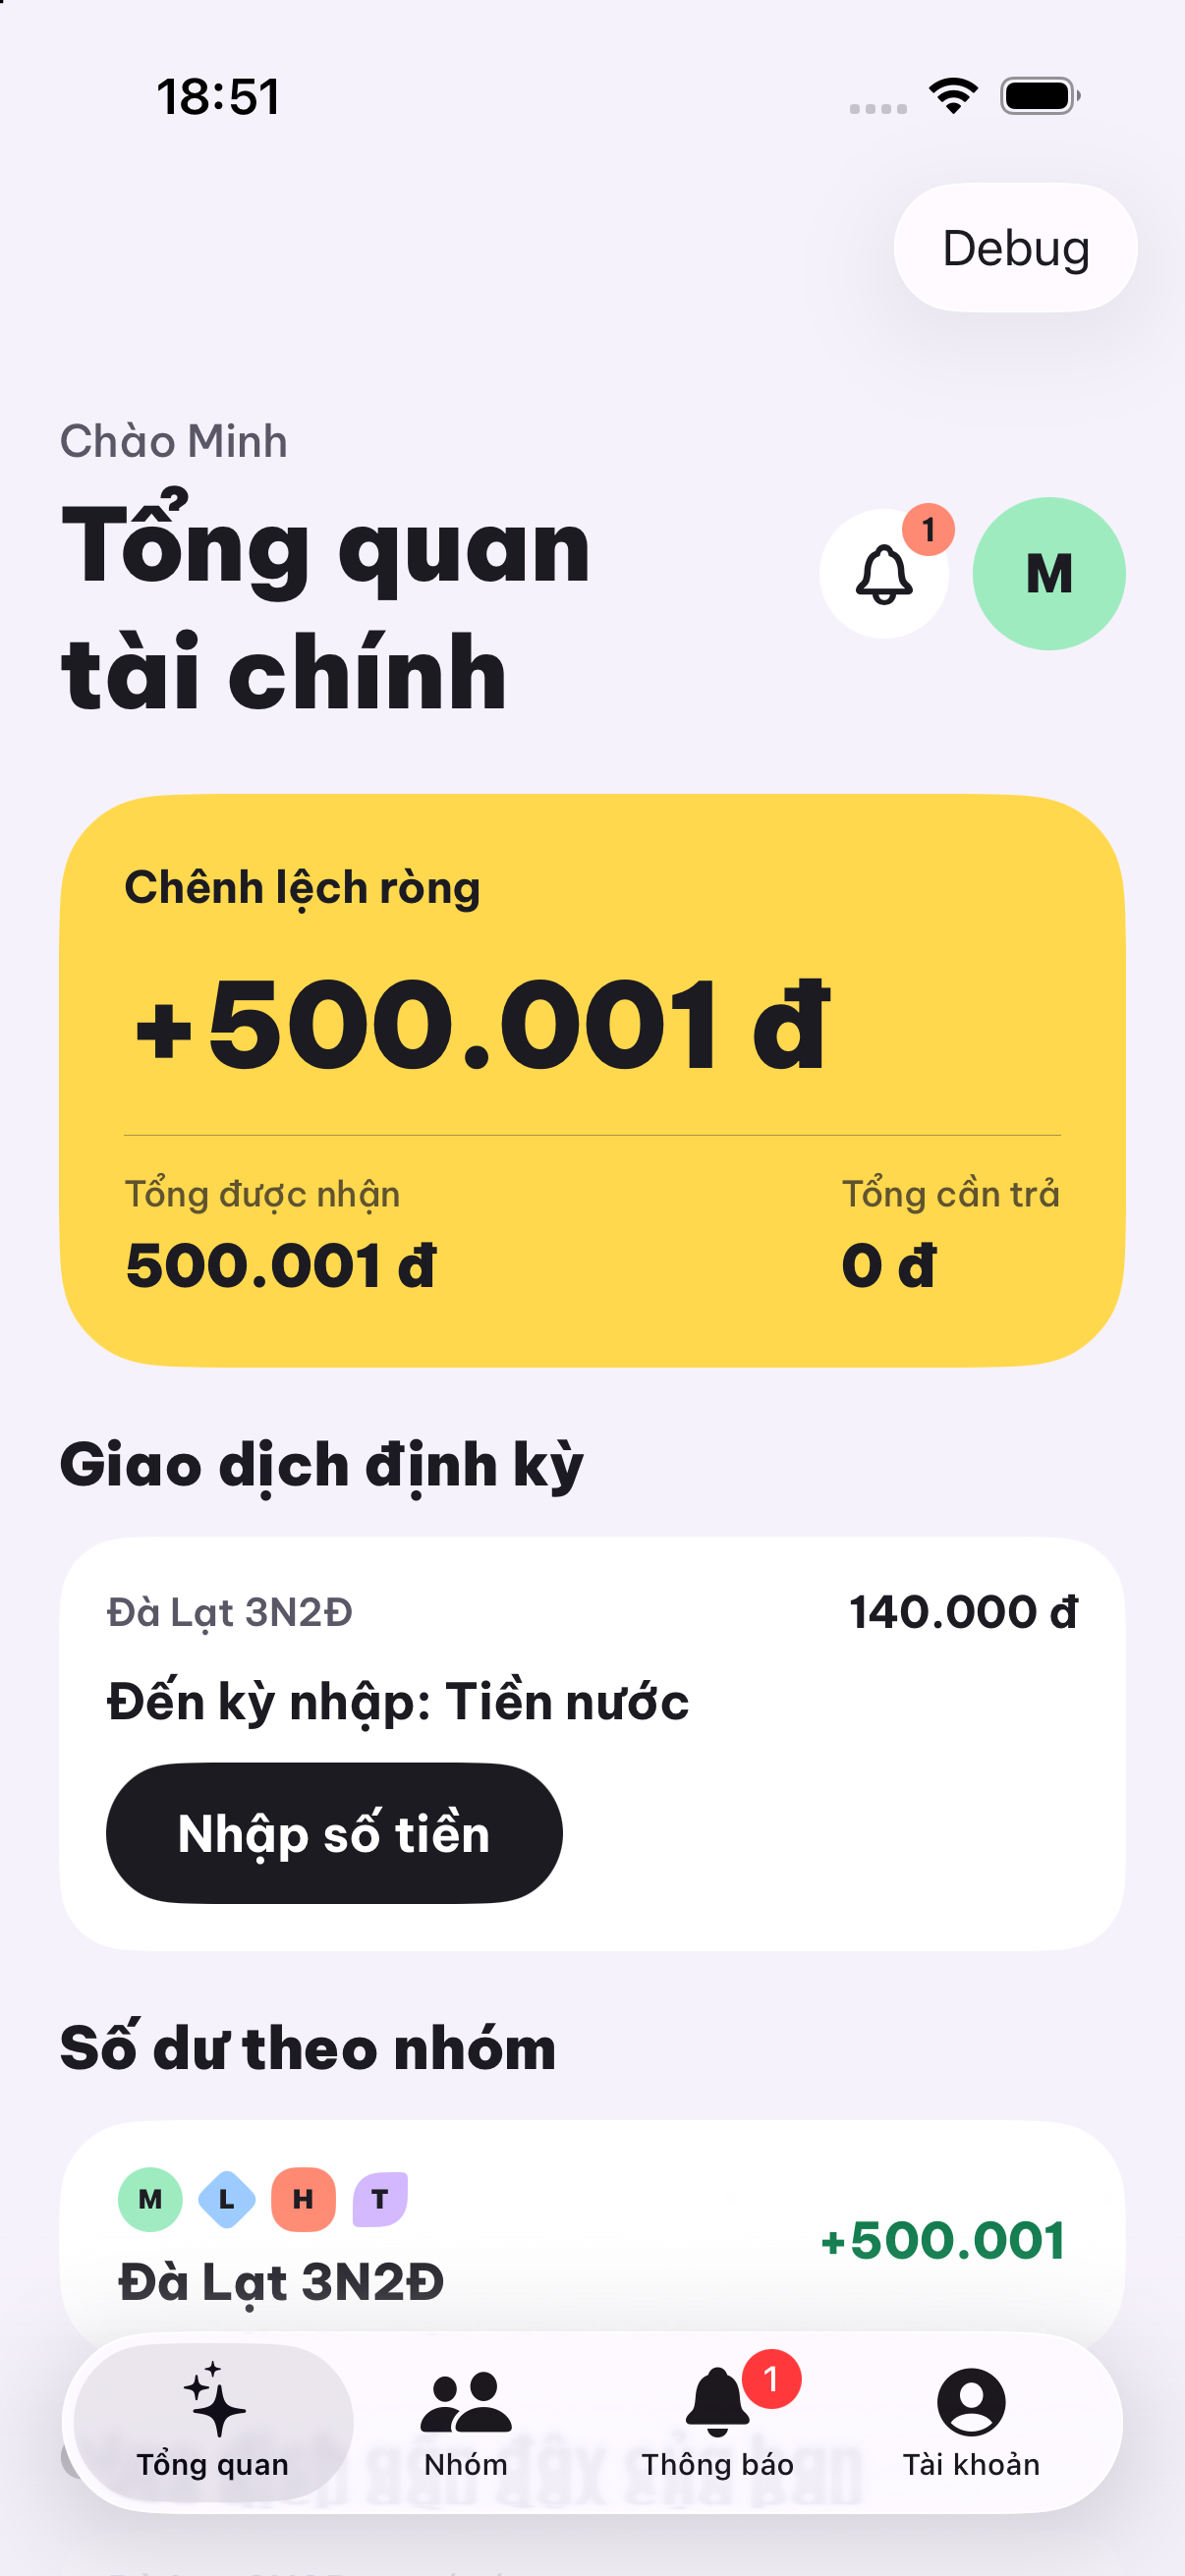 18:51
Debug
Chào Minh
Tổng quan
tài chính
1
M
Chênh lệch ròng
+500.001 đ
Tổng được nhận
Tổng cần trả
500.001 đ
0 đ
Giao dịch định kỳ
Đà Lạt 3N2Đ
140.000 đ
Đến kỳ nhập: Tiền nước
Nhập số tiền
Số dư theo nhóm
M L H T
+500.001
Đà Lạt 3N2Đ
1
Tổng quan
Nhóm
Thông báo
Tài khoản